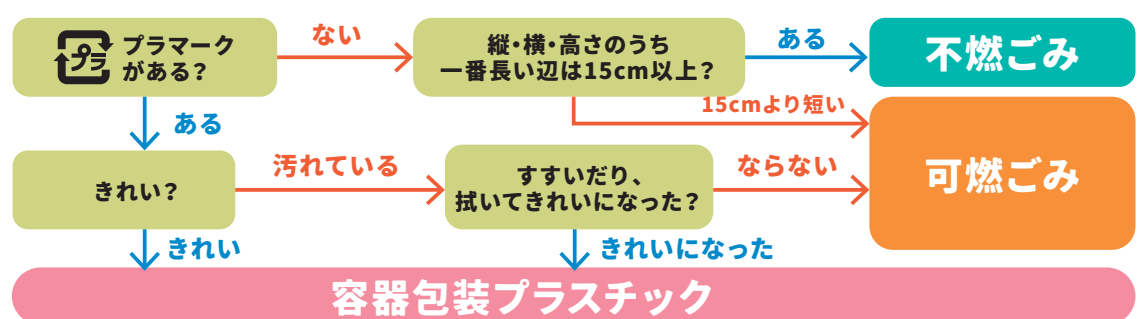 プラ
プラマーク
がある?
ない
縦・横・高さのうち
一番長い辺は15cm以上?
ある
不燃ごみ
15cmより短い
ある
可燃ごみ
きれい?
汚れている
すすいだり、
拭いてきれいになった?
ならない
きれい
きれいになった
容器包装プラスチック